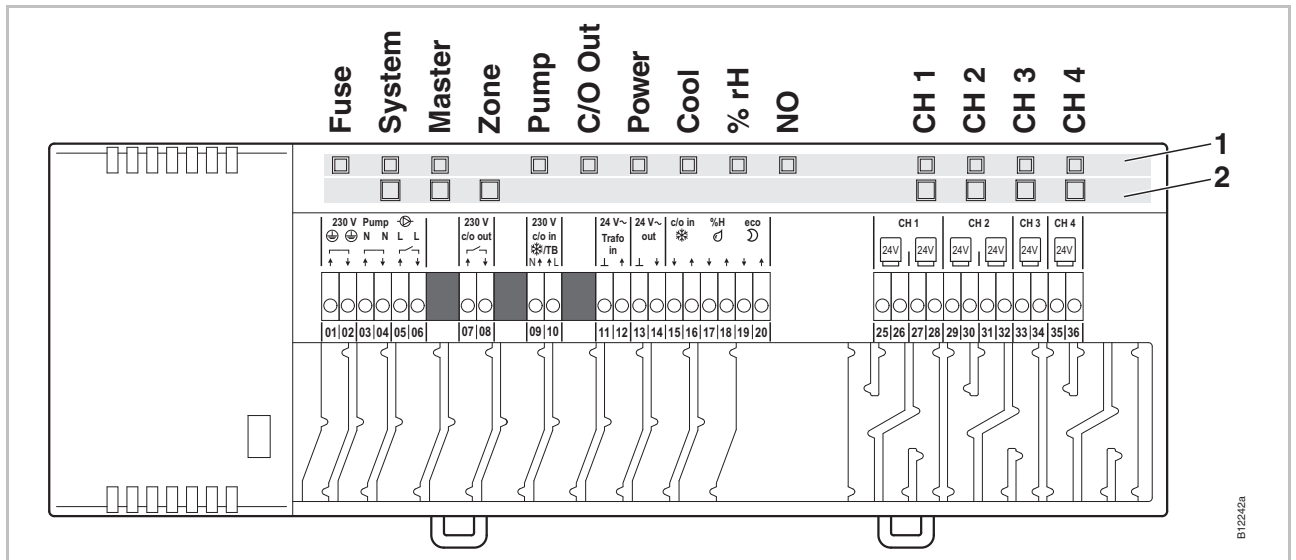 Fuse System Master Zone Pump C/O Out Power Cool % rH NO CH 1 CH 2 CH 3 CH 4
1
2
230 V Pump 230 V 230 V 24 V~ 24 V~ c/o in %H eco CH 1 CH 2 CH 3 CH 4
N N L L c/o out c/o in Trafo out 24V 24V 24V 24V 24V 24V
/TB in
N L
01 02 03 04 05 06 07 08 09 10 11 12 13 14 15 16 17 18 19 20 25 26 27 28 29 30 31 32 33 34 35 36
B12242a